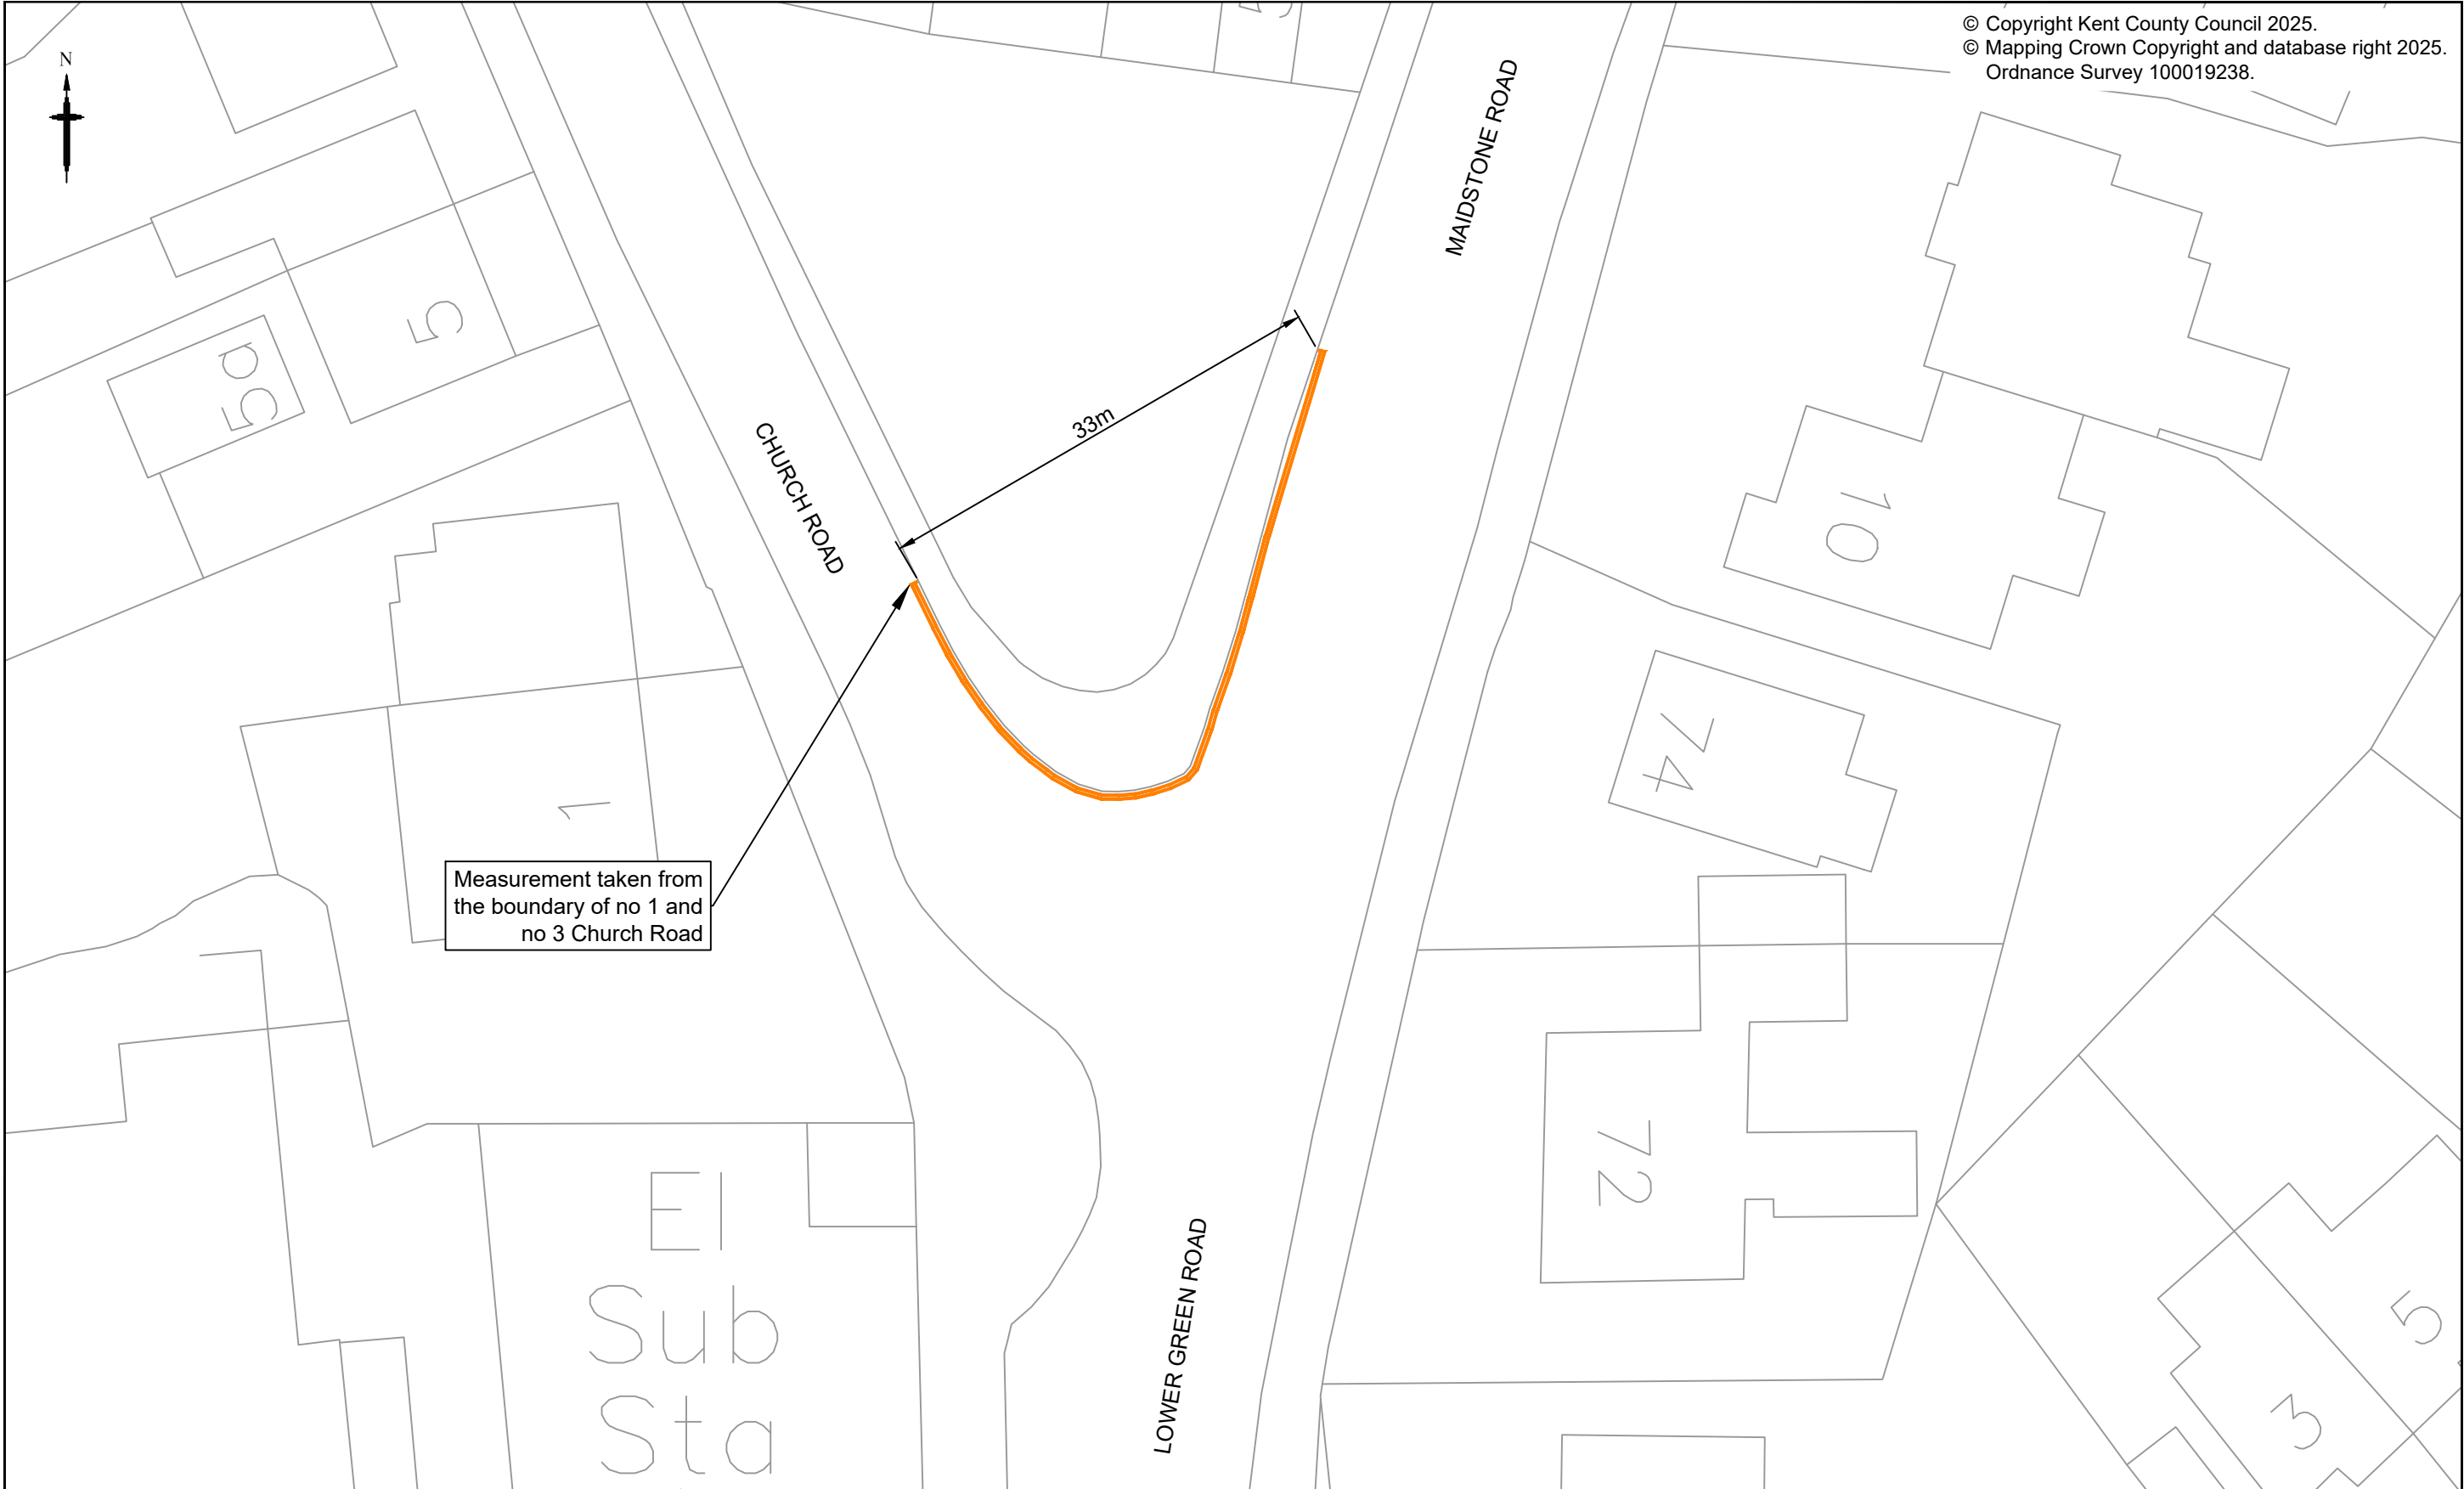 © Copyright Kent County Council 2025.
© Mapping Crown Copyright and database right 2025.
Ordnance Survey 100019238.
N
MAIDSTONE ROAD
5
5a
33m
CHURCH ROAD
10
74
1
Measurement taken from
the boundary of no 1 and
no 3 Church Road
72
El
Sub
Sta
LOWER GREEN ROAD
5
3